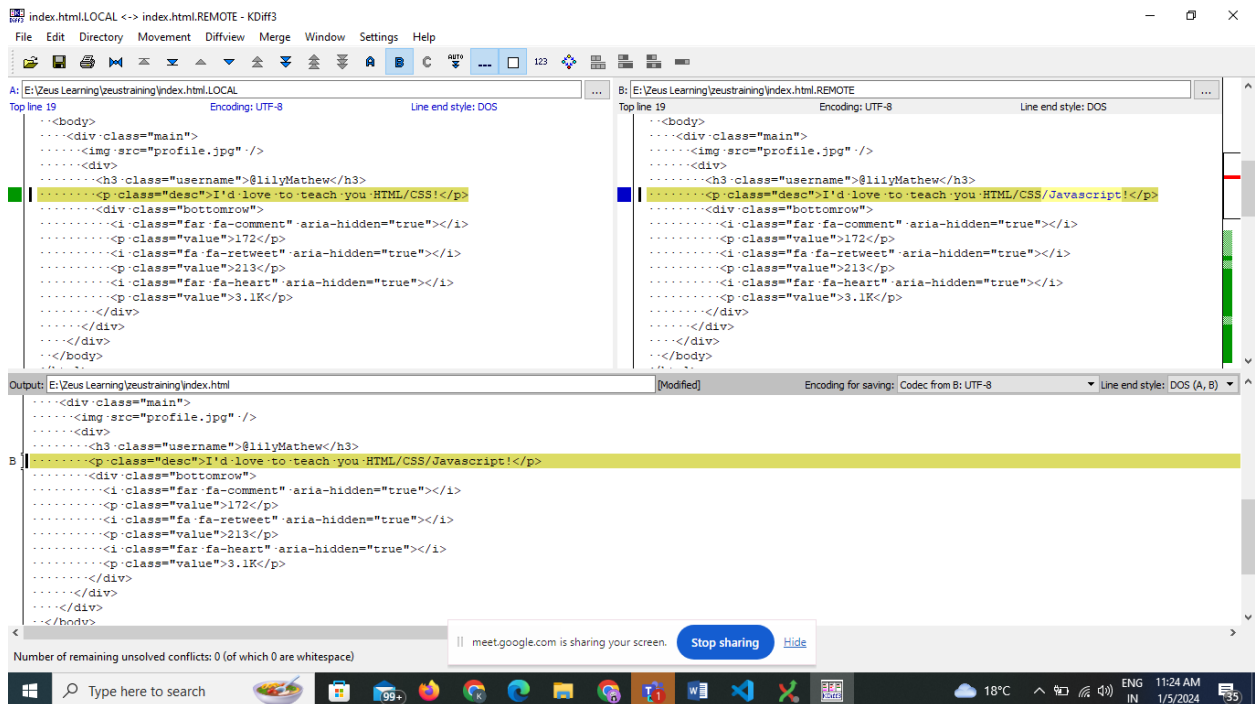 index.html.LOCAL <-> index.html.REMOTE - KDiff3
File Edit Directory Movement Diffview Merge Window Settings Help
A B C AUTO 123
A: E:\Zeus Learning\zeustraining\index.html.LOCAL ...
Top line 19 Encoding: UTF-8 Line end style: DOS
··<body>
····<div·class="main">
······<img·src="profile.jpg"·/>
······<div>
········<h3·class="username">@lilyMathew</h3>
········<p·class="desc">I'd·love·to·teach·you·HTML/CSS!</p>
········<div·class="bottomrow">
··········<i·class="far·fa-comment"·aria-hidden="true"></i>
··········<p·class="value">172</p>
··········<i·class="fa·fa-retweet"·aria-hidden="true"></i>
··········<p·class="value">213</p>
··········<i·class="far·fa-heart"·aria-hidden="true"></i>
··········<p·class="value">3.1K</p>
········</div>
······</div>
····</div>
··</body>
B: E:\Zeus Learning\zeustraining\index.html.REMOTE ...
Top line 19 Encoding: UTF-8 Line end style: DOS
··<body>
····<div·class="main">
······<img·src="profile.jpg"·/>
······<div>
········<h3·class="username">@lilyMathew</h3>
········<p·class="desc">I'd·love·to·teach·you·HTML/CSS/Javascript!</p>
········<div·class="bottomrow">
··········<i·class="far·fa-comment"·aria-hidden="true"></i>
··········<p·class="value">172</p>
··········<i·class="fa·fa-retweet"·aria-hidden="true"></i>
··········<p·class="value">213</p>
··········<i·class="far·fa-heart"·aria-hidden="true"></i>
··········<p·class="value">3.1K</p>
········</div>
······</div>
····</div>
··</body>
Output: E:\Zeus Learning\zeustraining\index.html [Modified] Encoding for saving: Codec from B: UTF-8 Line end style: DOS (A, B)
····<div·class="main">
······<img·src="profile.jpg"·/>
······<div>
········<h3·class="username">@lilyMathew</h3>
B ········<p·class="desc">I'd·love·to·teach·you·HTML/CSS/Javascript!</p>
········<div·class="bottomrow">
··········<i·class="far·fa-comment"·aria-hidden="true"></i>
··········<p·class="value">172</p>
··········<i·class="fa·fa-retweet"·aria-hidden="true"></i>
··········<p·class="value">213</p>
··········<i·class="far·fa-heart"·aria-hidden="true"></i>
··········<p·class="value">3.1K</p>
········</div>
······</div>
····</div>
··</body>
meet.google.com is sharing your screen. Stop sharing Hide
Number of remaining unsolved conflicts: 0 (of which 0 are whitespace)
Type here to search 99+ 1 18°C ENG 11:24 AM
IN 1/5/2024 35